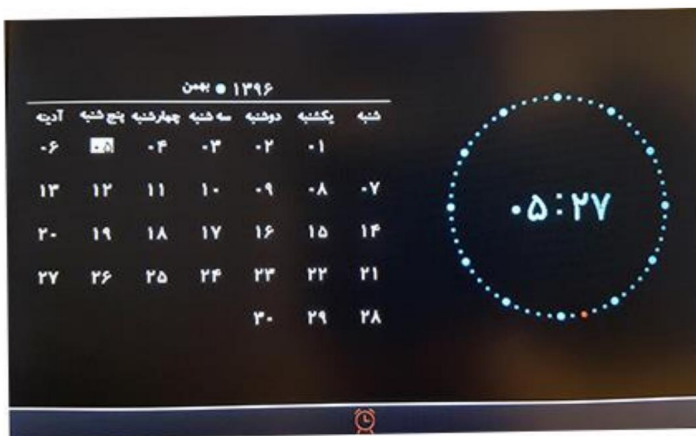 ۱۳۹۶ ● بهمن
شنبه یکشنبه دوشنبه سه شنبه چهارشنبه پنج شنبه آدینه
۰۱ ۰۲ ۰۳ ۰۴ ۰۵ ۰۶
۰۷ ۰۸ ۰۹ ۱۰ ۱۱ ۱۲ ۱۳
۱۴ ۱۵ ۱۶ ۱۷ ۱۸ ۱۹ ۲۰
۲۱ ۲۲ ۲۳ ۲۴ ۲۵ ۲۶ ۲۷
۲۸ ۲۹ ۳۰
۰۵:۲۷